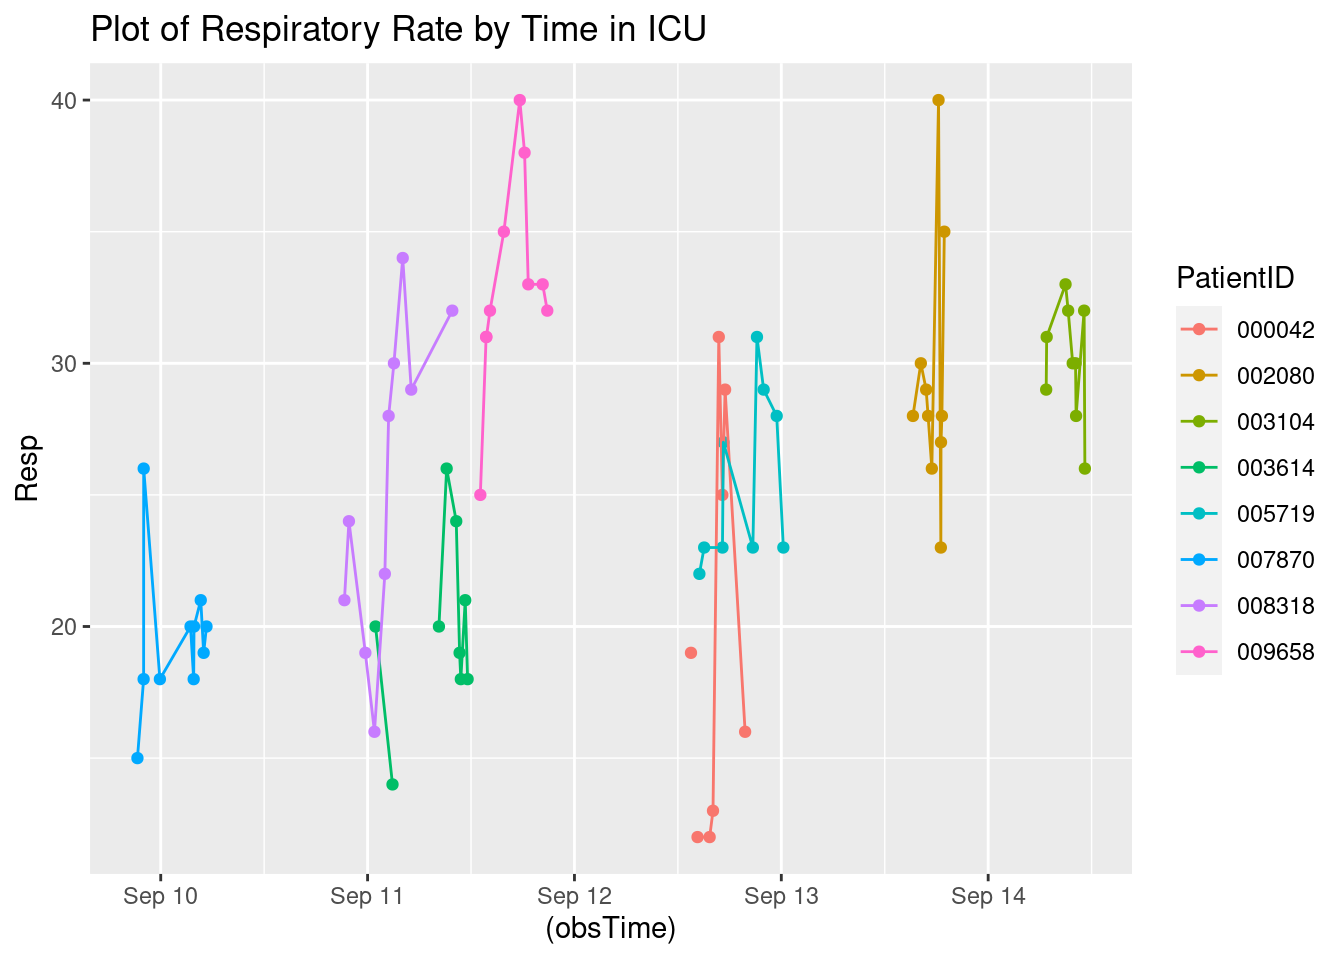 Plot of Respiratory Rate by Time in ICU
Resp
40
30
20
Sep 10
Sep 11
Sep 12
Sep 13
Sep 14
(obsTime)
PatientID
000042
002080
003104
003614
005719
007870
008318
009658